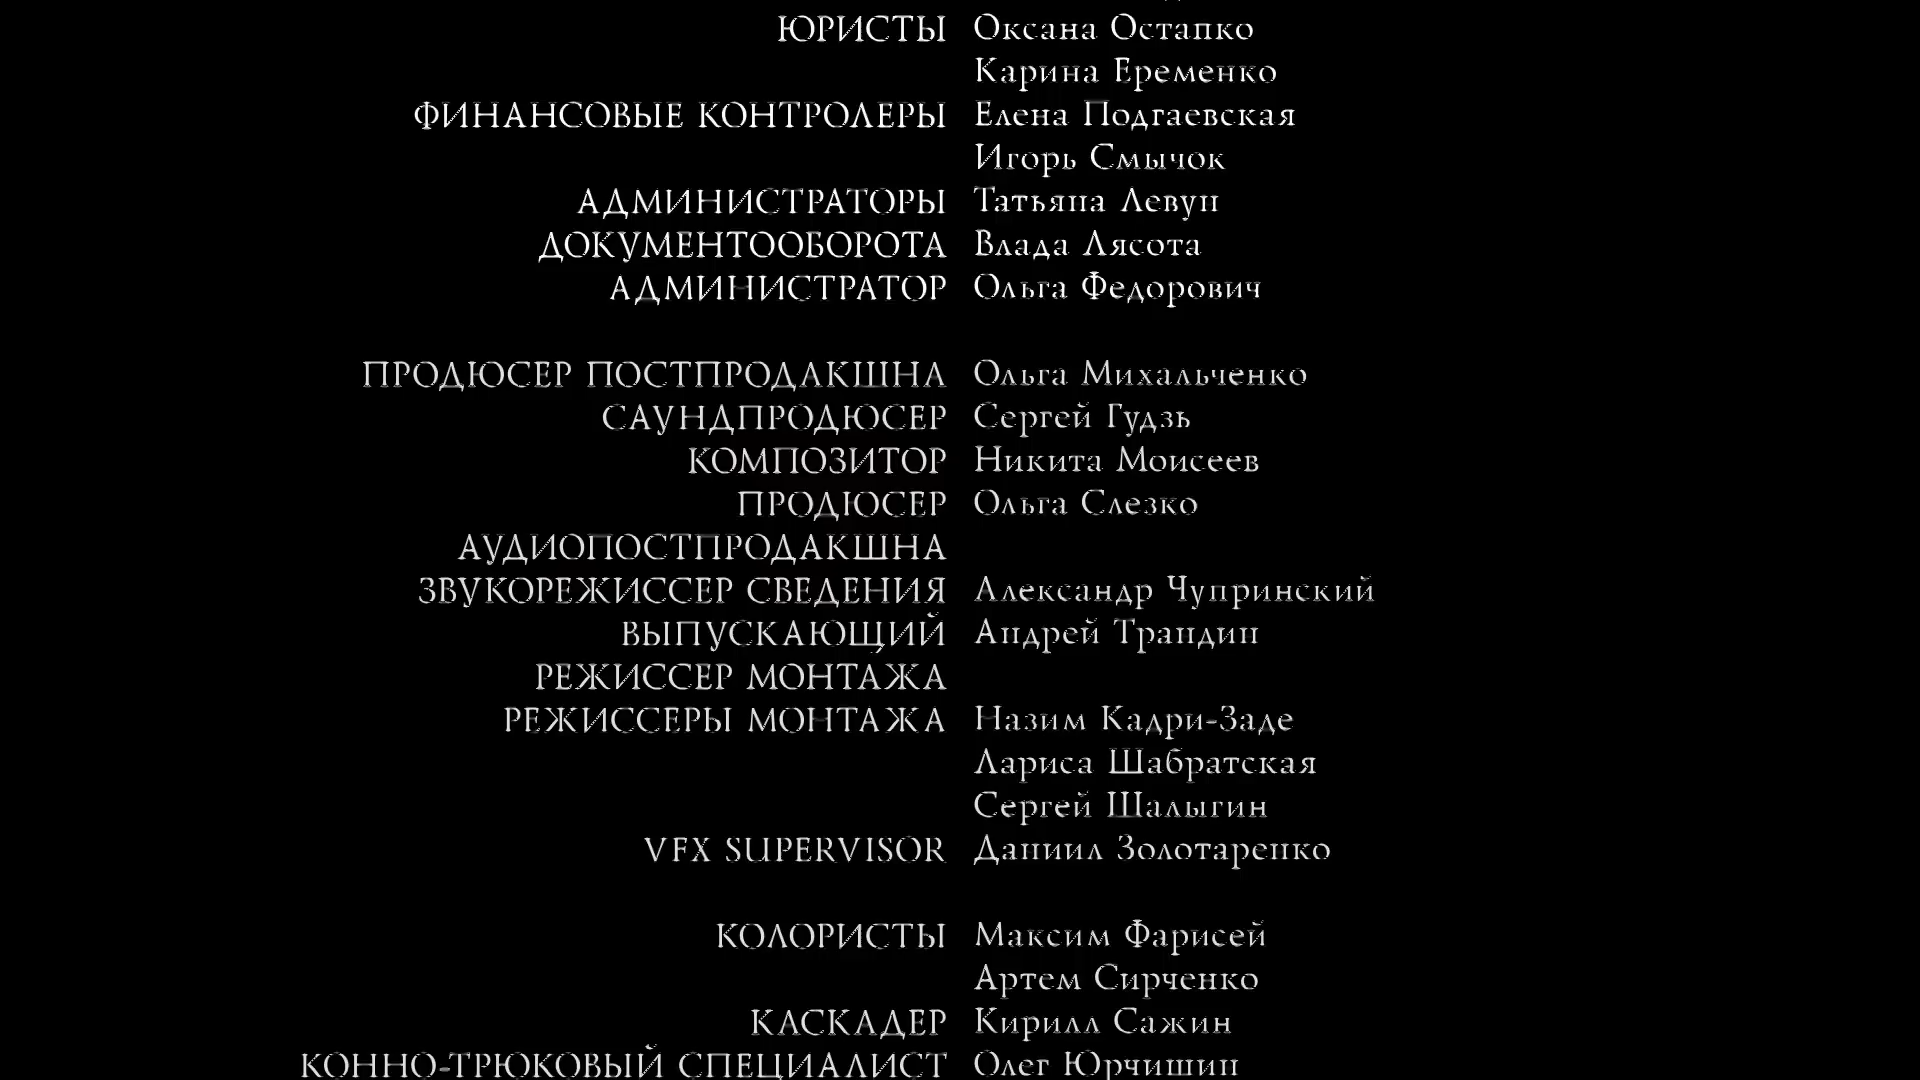 ЮРИСТЫ Оксана Остапко
Карина Еременко
ФИНАНСОВЫЕ КОНТРОЛЕРЫ Елена Подгаевская
Игорь Смычок
АДМИНИСТРАТОРЫ Татьяна Левун
ДОКУМЕНТООБОРОТА Влада Лясота
АДМИНИСТРАТОР Ольга Федорович
ПРОДЮСЕР ПОСТПРОДАКШНА Ольга Михальченко
САУНДПРОДЮСЕР Сергей Гудзь
КОМПОЗИТОР Никита Моисеев
ПРОДЮСЕР Ольга Слезко
АУДИОПОСТПРОДАКШНА
ЗВУКОРЕЖИССЕР СВЕДЕНИЯ Александр Чупринский
ВЫПУСКАЮЩИЙ Андрей Трандин
РЕЖИССЕР МОНТАЖА
РЕЖИССЕРЫ МОНТАЖА Назим Кадри-Заде
Лариса Шабратская
Сергей Шалыгин
VFX SUPERVISOR Даниил Золотаренко
КОЛОРИСТЫ Максим Фарисей
Артем Сирченко
КАСКАДЕР Кирилл Сажин
КОННО-ТРЮКОВЫЙ СПЕЦИАЛИСТ Олег Юрчишин